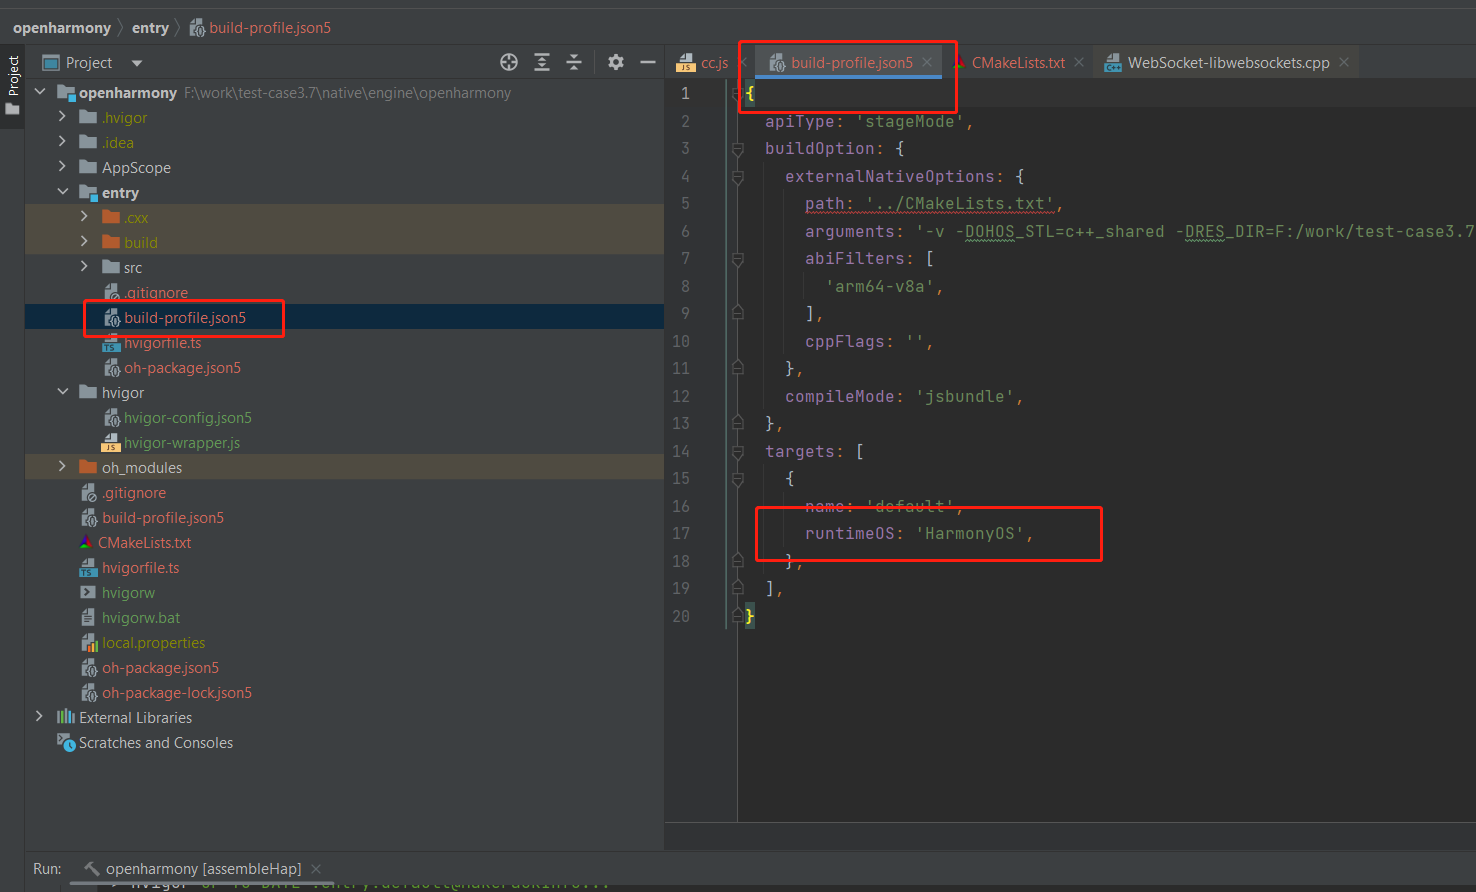 openharmony
entry
build-profile.json5
Project
Project
openharmony F:\work\test-case3.7\native\engine\openharmony
.hvigor
.idea
AppScope
entry
.cxx
build
src
.gitignore
build-profile.json5
hvigorfile.ts
oh-package.json5
hvigor
hvigor-config.json5
hvigor-wrapper.js
oh_modules
.gitignore
build-profile.json5
CMakeLists.txt
hvigorfile.ts
hvigorw
hvigorw.bat
local.properties
oh-package.json5
oh-package-lock.json5
External Libraries
Scratches and Consoles
cc.js
build-profile.json5
CMakeLists.txt
WebSocket-libwebsockets.cpp
1 {
2 apiType: 'stageMode',
3 buildOption: {
4 externalNativeOptions: {
5 path: '../CMakeLists.txt',
6 arguments: '-v -DOHOS_STL=c++_shared -DRES_DIR=F:/work/test-case3.7
7 abiFilters: [
8 'arm64-v8a',
9 ],
10 cppFlags: '',
11 },
12 compileMode: 'jsbundle',
13 },
14 targets: [
15 {
16 name: 'default',
17 runtimeOS: 'HarmonyOS',
18 },
19 ],
20 }
Run: openharmony [assembleHap]